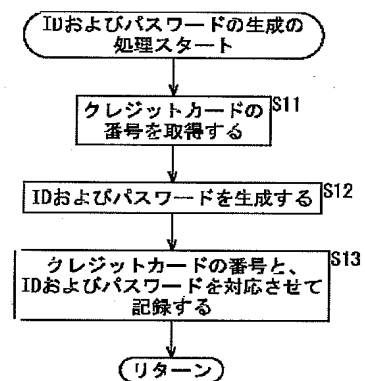 IDおよびパスワードの生成の
処理スタート
クレジットカードの
番号を取得する
S11
IDおよびパスワードを生成する
S12
クレジットカードの番号と、
IDおよびパスワードを対応させて
記録する
S13
リターン